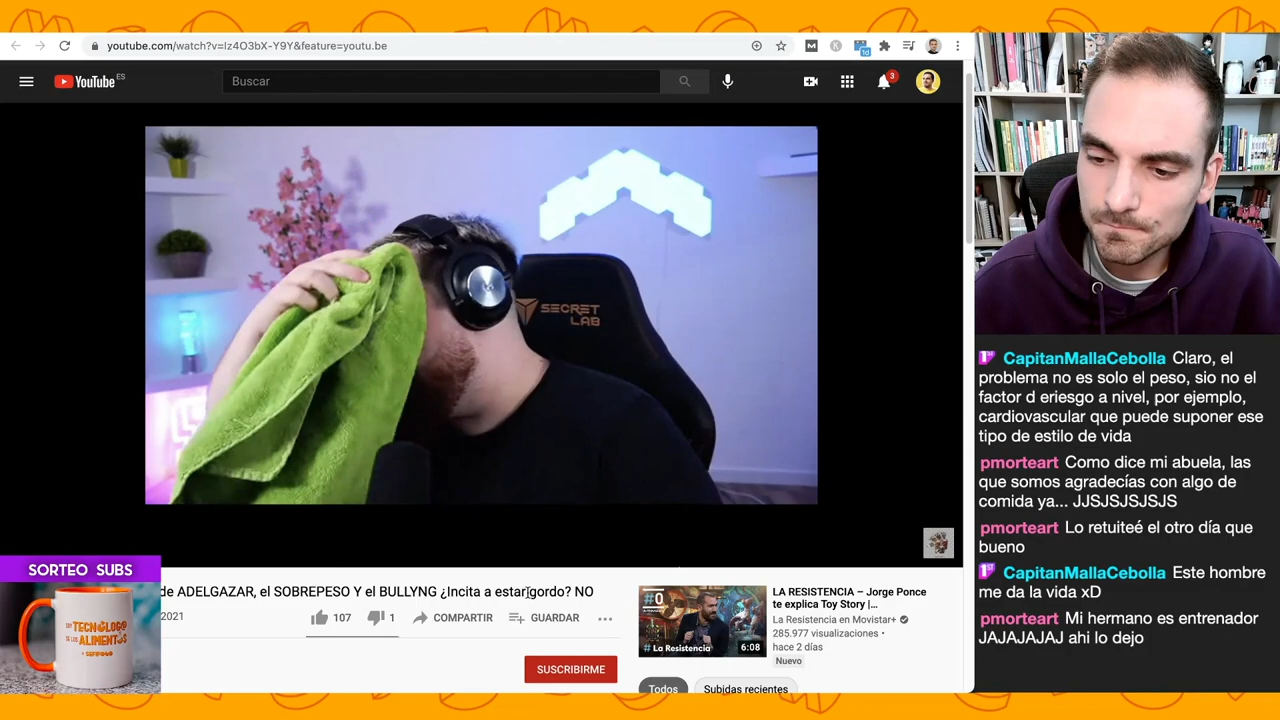 youtube.com/watch?v=lz4O3bX-Y9Y&feature=youtu.be
YouTube ES
Buscar
3
SECRET
LAB
SORTEO SUBS
SOY
TECNÓLOG@
DE LOS
ALIMENTOS
de ADELGAZAR, el SOBREPESO Y el BULLYNG ¿Incita a estar gordo? NO
2021
107
1
COMPARTIR
GUARDAR
SUSCRIBIRME
#0
#La Resistencia
6:08
LA RESISTENCIA – Jorge Ponce
te explica Toy Story |...
La Resistencia en Movistar+
285.977 visualizaciones •
hace 2 días
Nuevo
Todos
Subidas recientes
CapitanMallaCebolla Claro, el
problema no es solo el peso, sio no el
factor d eriesgo a nivel, por ejemplo,
cardiovascular que puede suponer ese
tipo de estilo de vida
pmorteart Como dice mi abuela, las
que somos agradecías con algo de
comida ya... JJSJSJSJSJS
pmorteart Lo retuiteé el otro día que
bueno
CapitanMallaCebolla Este hombre
me da la vida xD
pmorteart Mi hermano es entrenador
JAJAJAJAJ ahi lo dejo